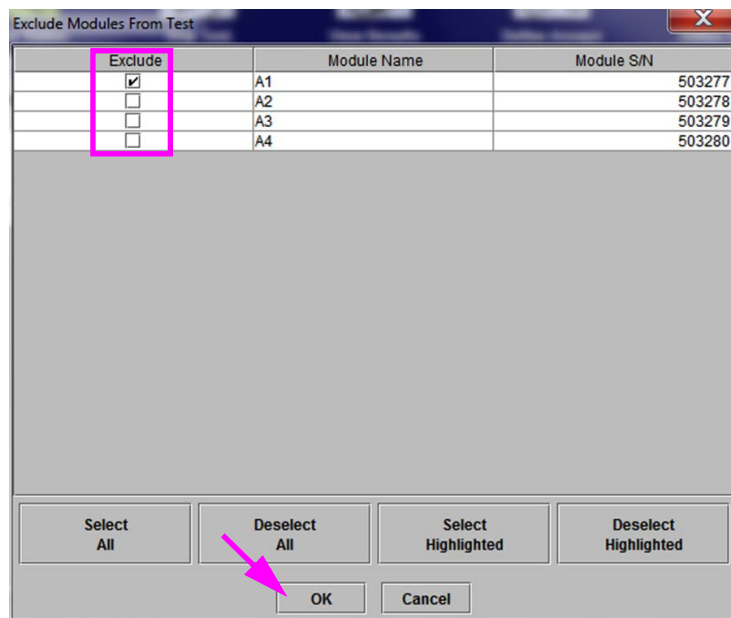 Exclude Modules From Test
Exclude Module Name Module S/N
A1 503277
A2 503278
A3 503279
A4 503280
Select All Deselect All Select Highlighted Deselect Highlighted
OK Cancel